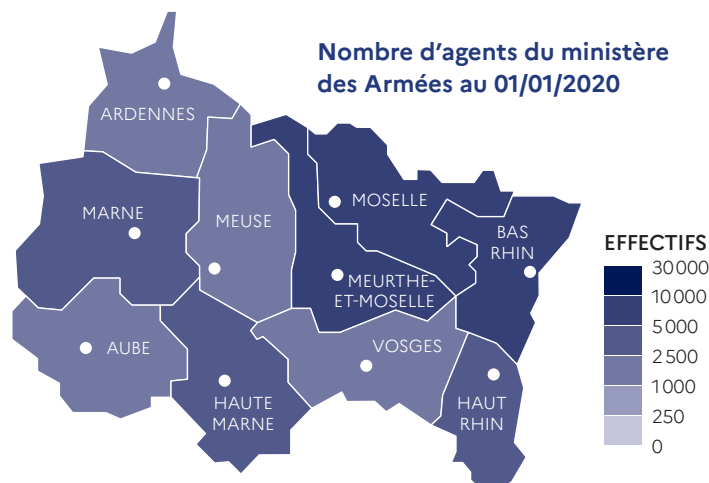 Nombre d'agents du ministère
des Armées au 01/01/2020
ARDENNES
MARNE
MEUSE
MOSELLE
BAS
RHIN
MEURTHE-
ET-MOSELLE
AUBE
VOSGES
HAUTE
MARNE
HAUT
RHIN
EFFECTIFS
30 000
10 000
5 000
2 500
1 000
250
0